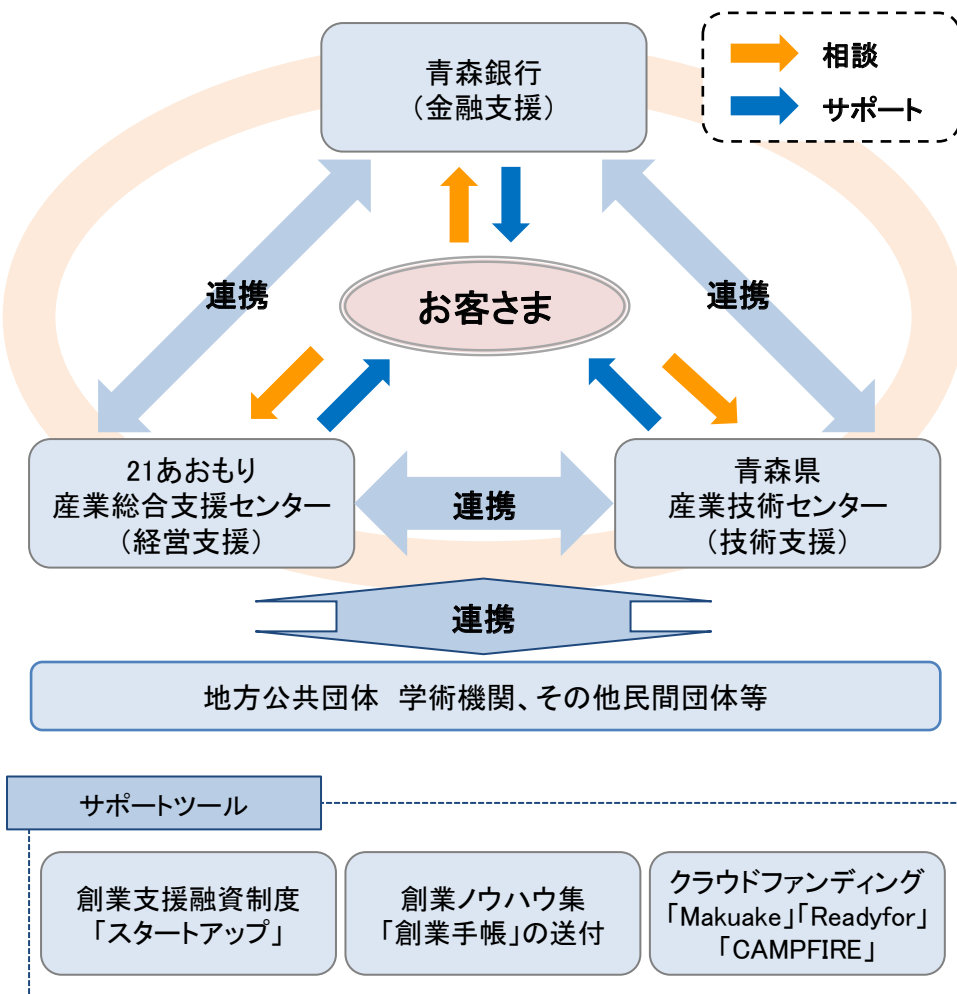 青森銀行
（金融支援）
相談
サポート
連携
お客さま
連携
21あおもり
産業総合支援センター
（経営支援）
連携
青森県
産業技術センター
（技術支援）
連携
地方公共団体　学術機関、その他民間団体等
サポートツール
創業支援融資制度
「スタートアップ」
創業ノウハウ集
「創業手帳」の送付
クラウドファンディング
「Makuake」「Readyfor」
「CAMPFIRE」